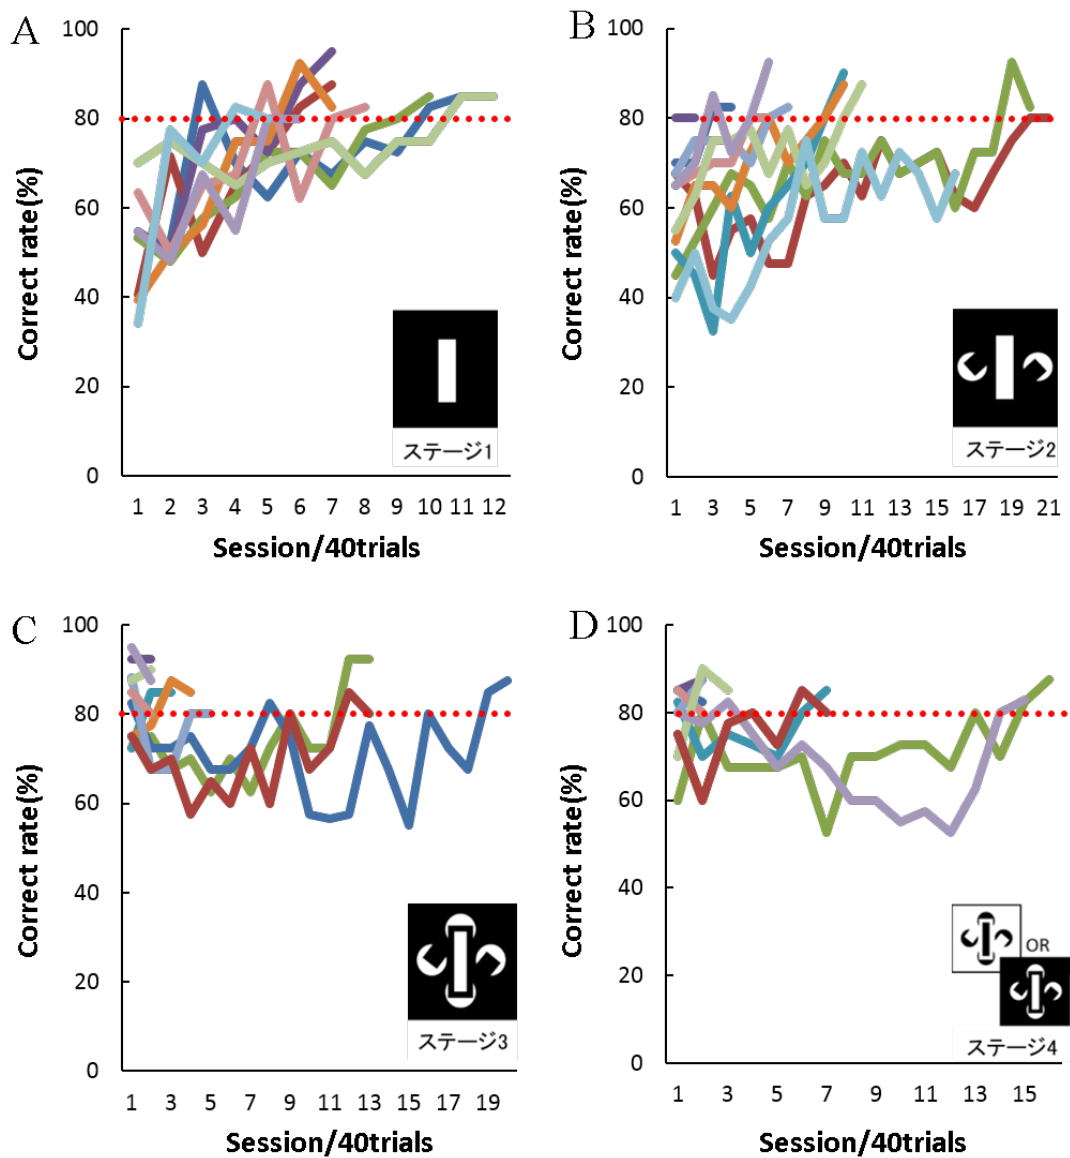 A
Correct rate(%)
100
80
60
40
20
0
ステージ1
1 2 3 4 5 6 7 8 9 10 11 12
Session/40trials
B
Correct rate(%)
100
80
60
40
20
0
ステージ2
1 3 5 7 9 11 13 15 17 19 21
Session/40trials
C
Correct rate(%)
100
80
60
40
20
0
ステージ3
1 3 5 7 9 11 13 15 17 19
Session/40trials
D
Correct rate(%)
100
80
60
40
20
0
OR
ステージ4
1 3 5 7 9 11 13 15
Session/40trials